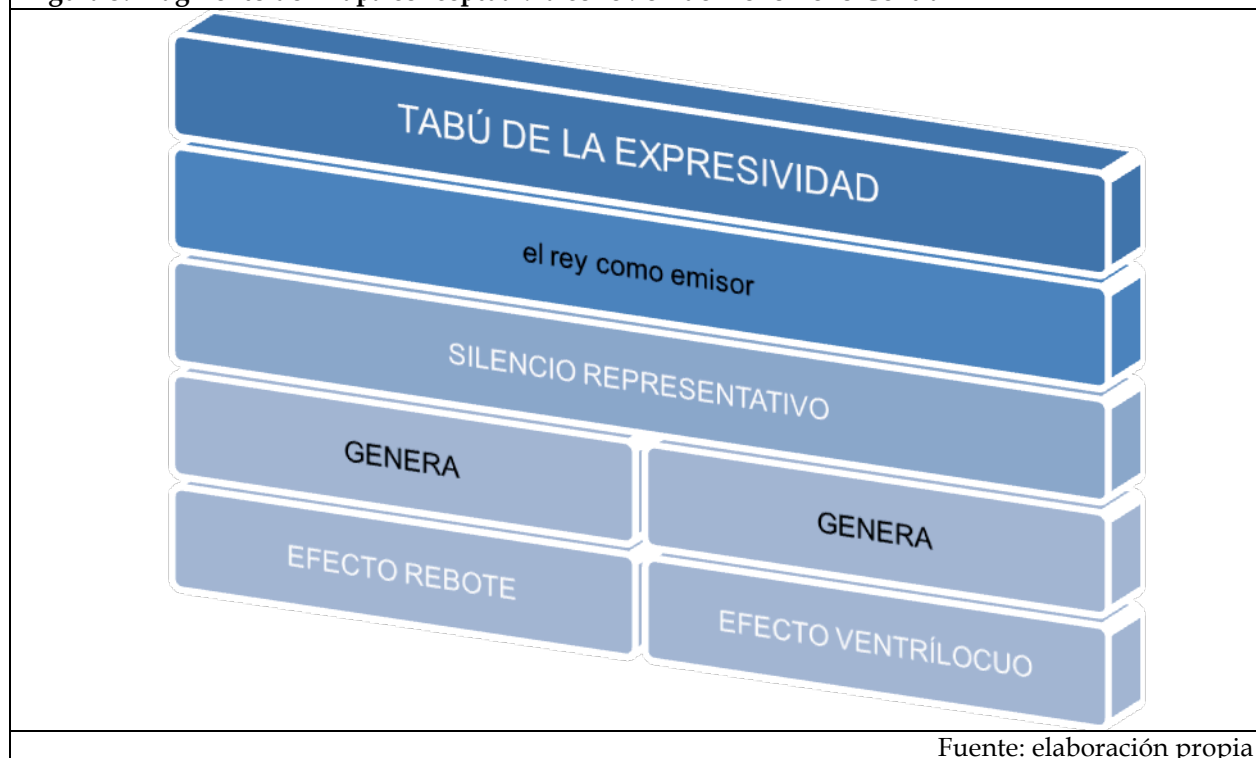 TABÚ DE LA EXPRESIVIDAD
el rey como emisor
SILENCIO REPRESENTATIVO
GENERA
GENERA
EFECTO REBOTE
EFECTO VENTRÍLOCUO
Fuente: elaboración propia